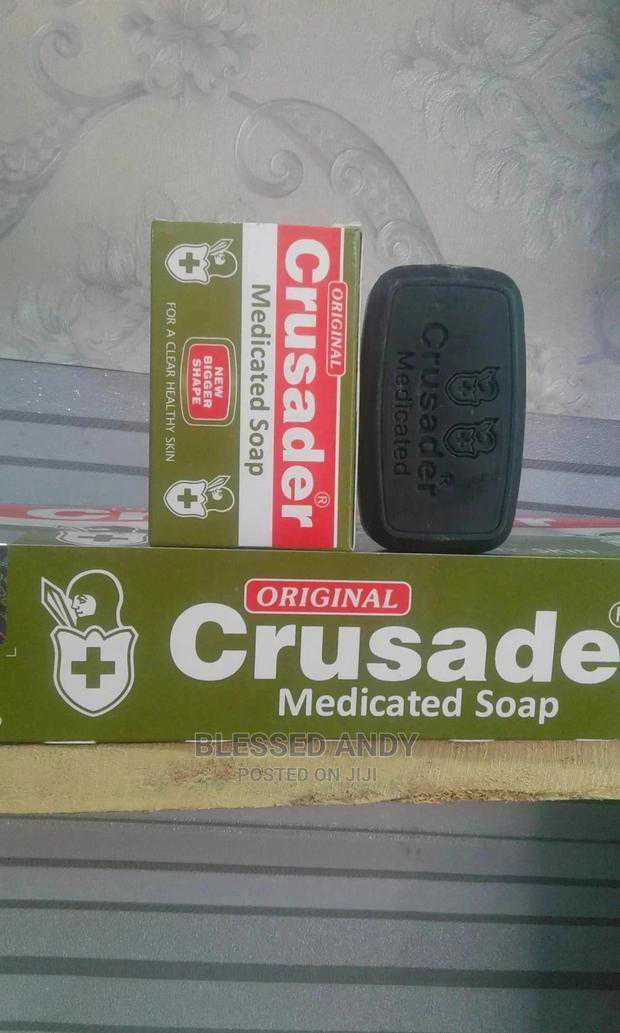 ORIGINAL
Crusader®
Medicated Soap
NEW
BIGGER
SHAPE
FOR A CLEAR HEALTHY SKIN
Crusader®
Medicated
ORIGINAL
Crusade
Medicated Soap
BLESSED ANDY
POSTED ON JIJI